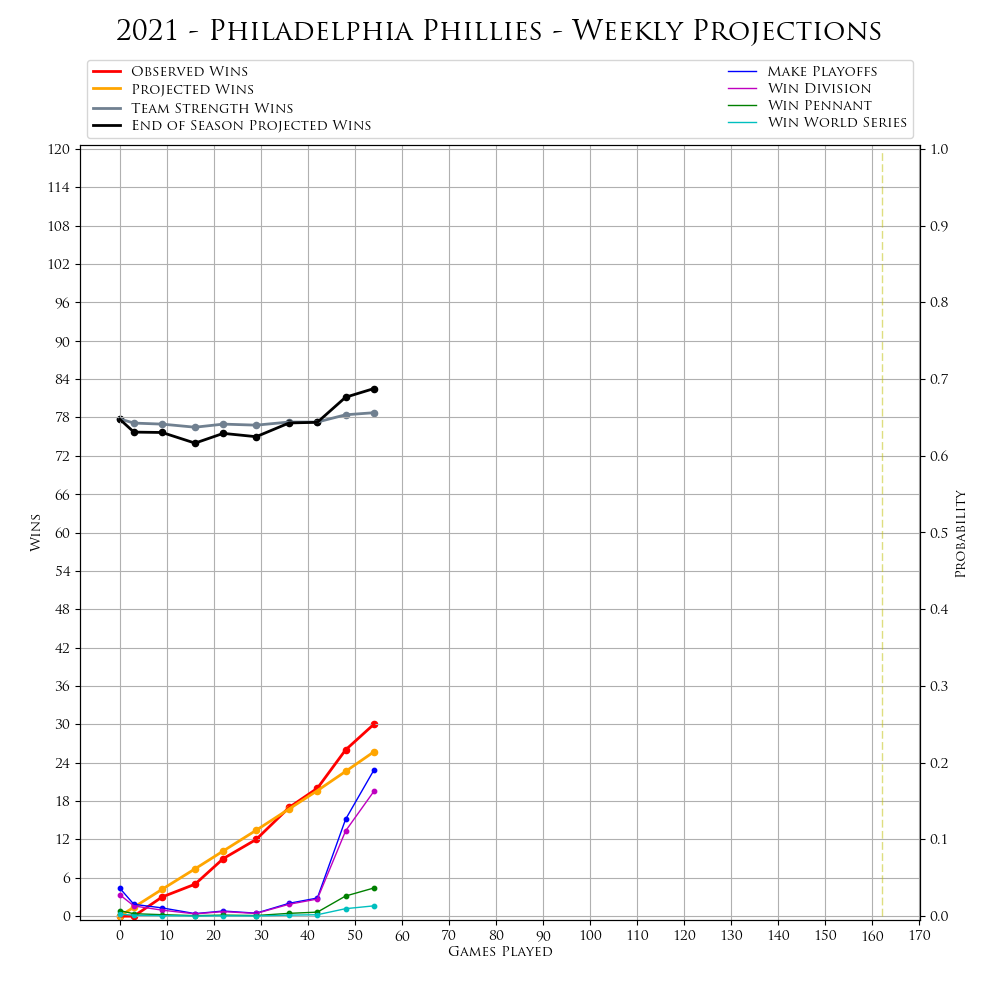 2021 - Philadelphia Phillies - Weekly Projections
Observed Wins
Projected Wins
Team Strength Wins
End of Season Projected Wins
Make Playoffs
Win Division
Win Pennant
Win World Series
120
114
108
102
96
90
84
78
72
66
60
54
48
42
36
30
24
18
12
6
0
Wins
1.0
0.9
0.8
0.7
0.6
0.5
0.4
0.3
0.2
0.1
0.0
Probability
0 10 20 30 40 50 60 70 80 90 100 110 120 130 140 150 160 170
Games Played